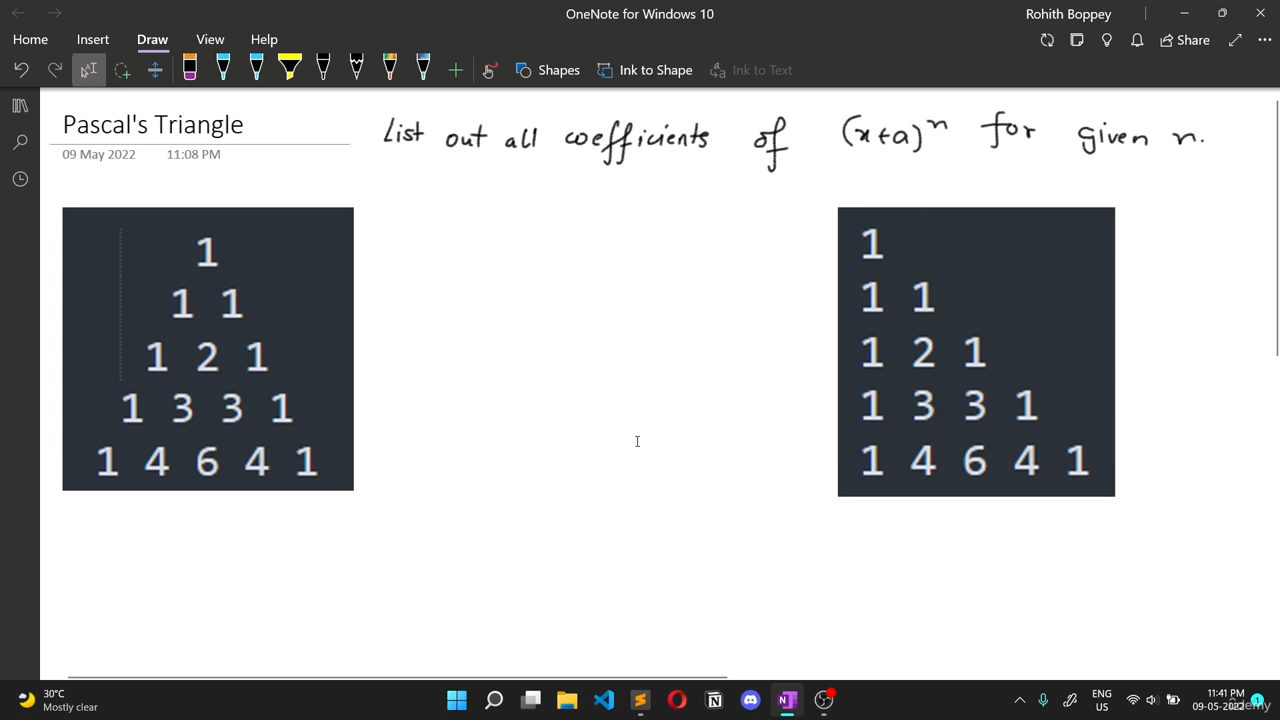 OneNote for Windows 10
Rohith Boppey
Home Insert Draw View Help
Share
Shapes Ink to Shape Ink to Text
Pascal's Triangle
09 May 2022 11:08 PM
List out all coefficients of (x+a)^n for given n.
1
1 1
1 2 1
1 3 3 1
1 4 6 4 1
1
1 1
1 2 1
1 3 3 1
1 4 6 4 1
30°C
Mostly clear
ENG
US
11:41 PM
09-05-2022
1
Udemy